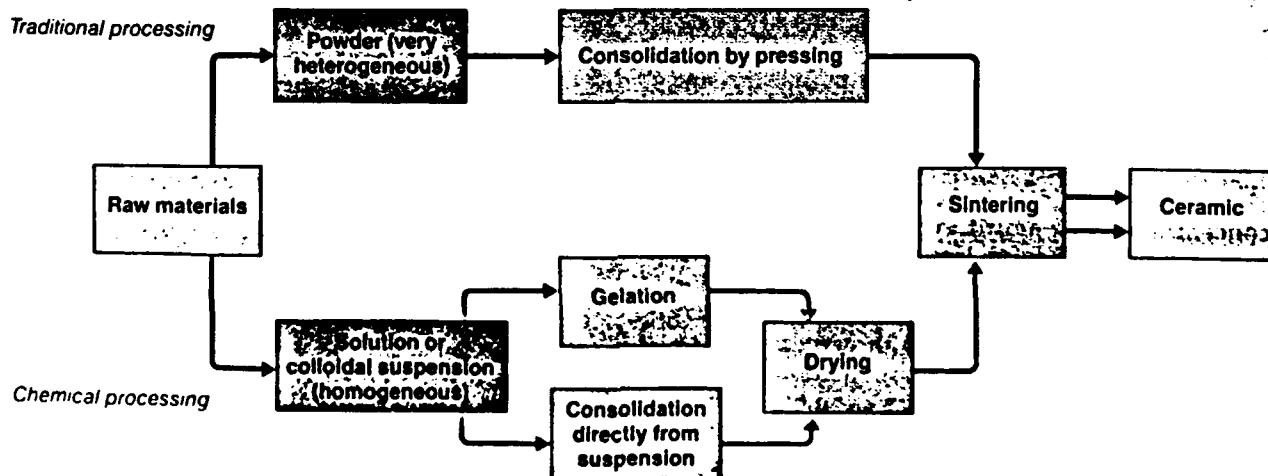 Traditional processing
Powder (very
heterogeneous)
Consolidation by pressing
Raw materials
Sintering
Ceramic
Gelation
Solution or
colloidal suspension
(homogeneous)
Drying
Chemical processing
Consolidation
directly from
suspension